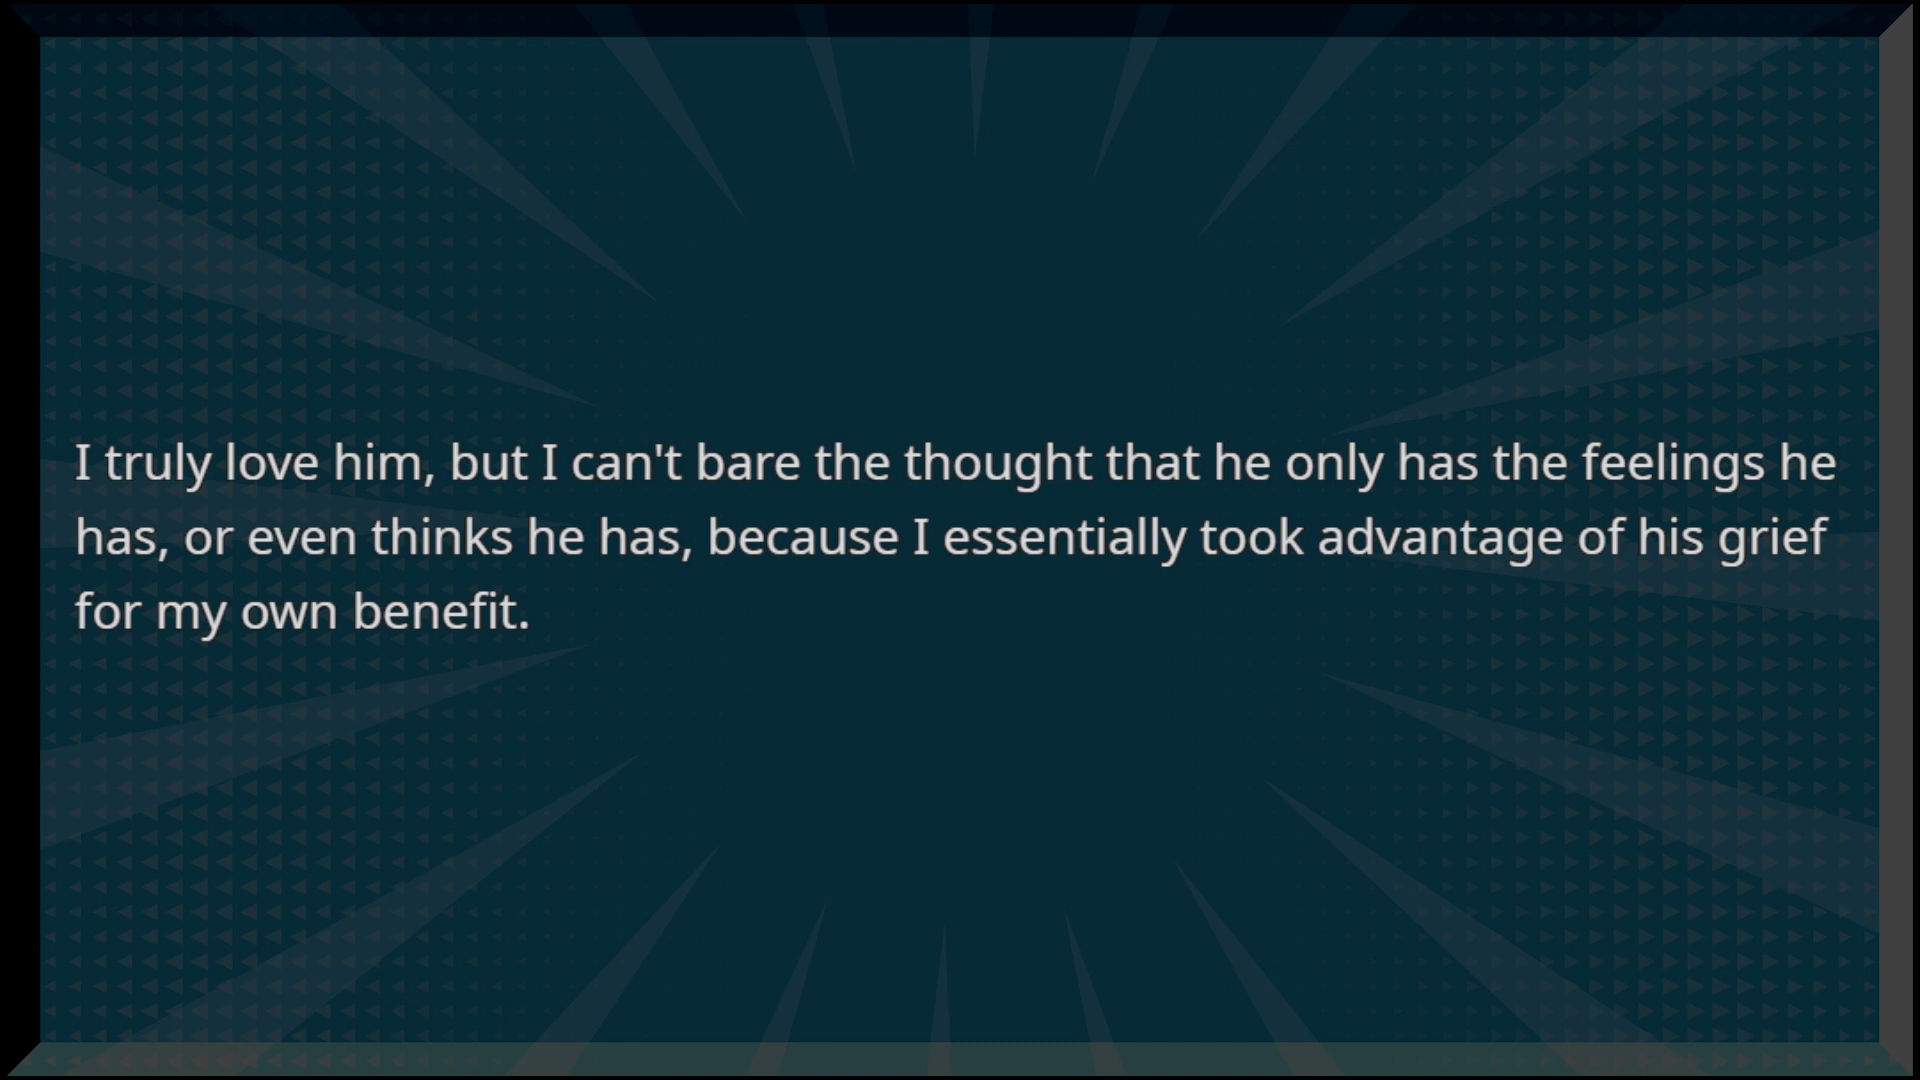 I truly love him, but I can't bare the thought that he only has the feelings he
has, or even thinks he has, because I essentially took advantage of his grief
for my own benefit.